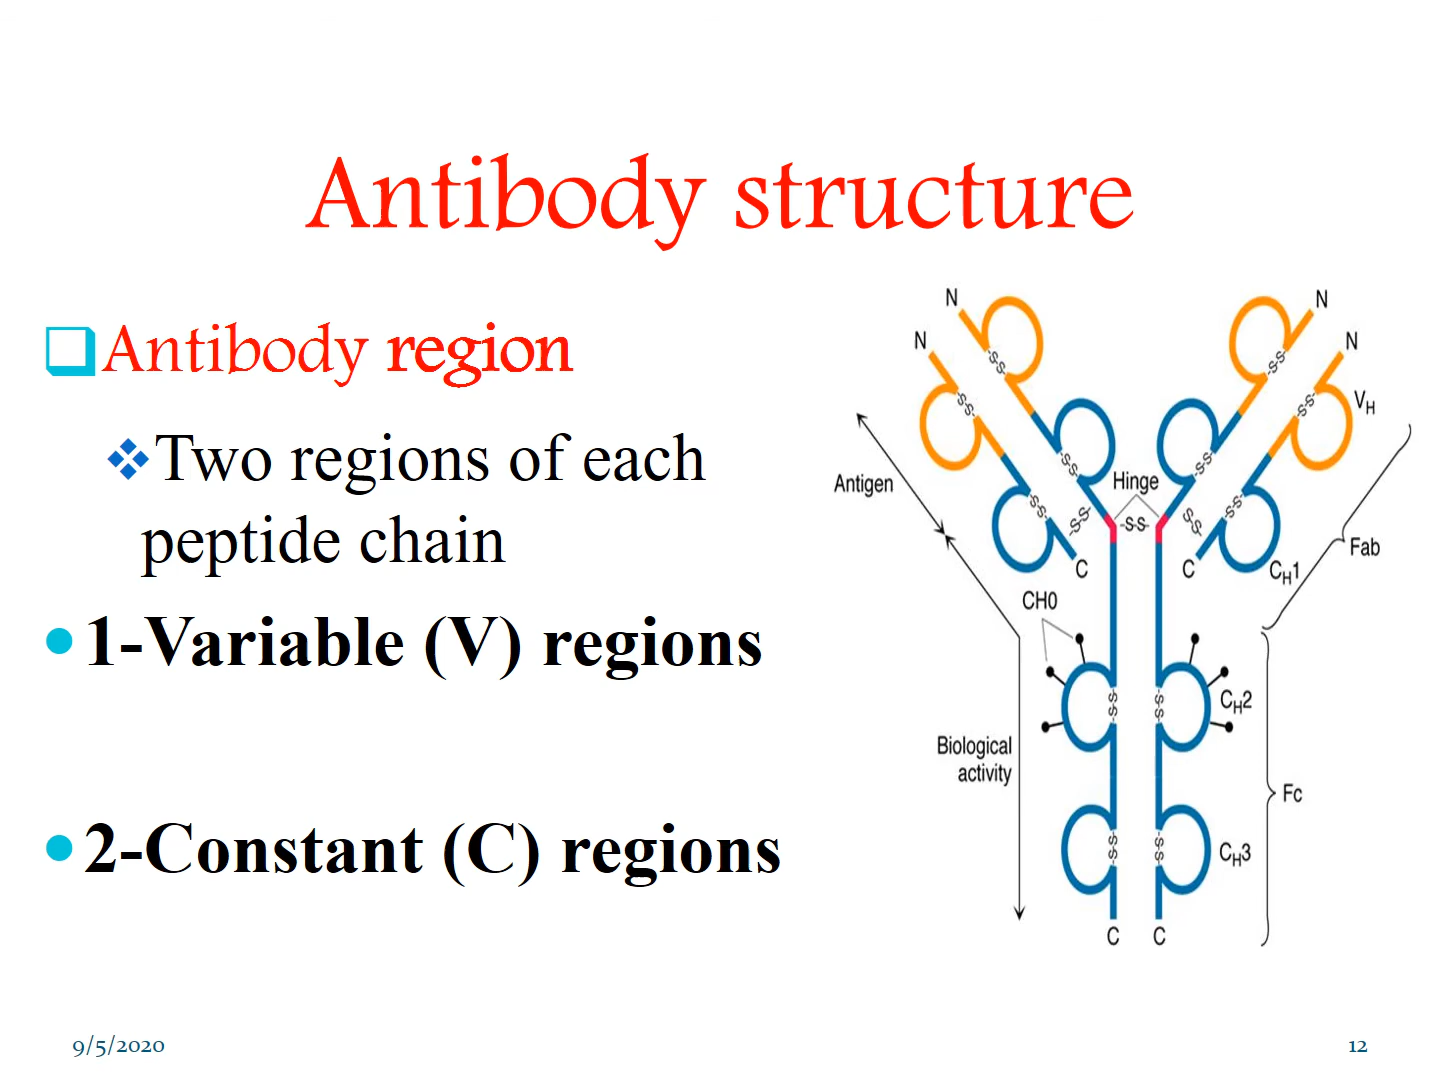 Antibody structure
Antibody region
Two regions of each
peptide chain
1-Variable (V) regions
2-Constant (C) regions
N
N
N
N
-S-S-
-S-S-
-S-S-
-S-S-
VH
Antigen
-S-S-
Hinge
-S-S-
-S-S-
-S-S-
-S-S-
-S-S-
-S-S-
Fab
C
C
CH1
CH0
-S-S-
-S-S-
CH2
Biological
activity
Fc
-S-S-
-S-S-
CH3
C
C
9/5/2020
12